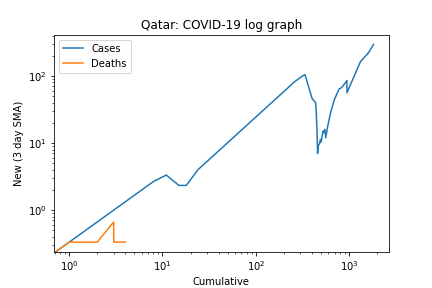 Qatar: COVID-19 log graph
Cases
Deaths
New (3 day SMA)
10²
10¹
10⁰
10⁰ 10¹ 10² 10³
Cumulative